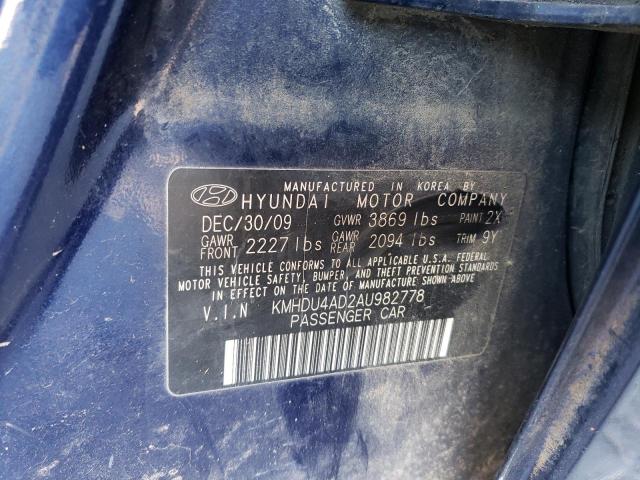 MANUFACTURED IN KOREA BY
HYUNDAI MOTOR COMPANY
DEC/30/09 GVWR 3869 lbs PAINT 2X
GAWR FRONT 2227 lbs GAWR REAR 2094 lbs TRIM 9Y
THIS VEHICLE CONFORMS TO ALL APPLICABLE U.S.A. FEDERAL
MOTOR VEHICLE SAFETY, BUMPER, AND THEFT PREVENTION STANDARDS
IN EFFECT ON THE DATE OF MANUFACTURE SHOWN ABOVE
V.I.N KMHDU4AD2AU982778
PASSENGER CAR